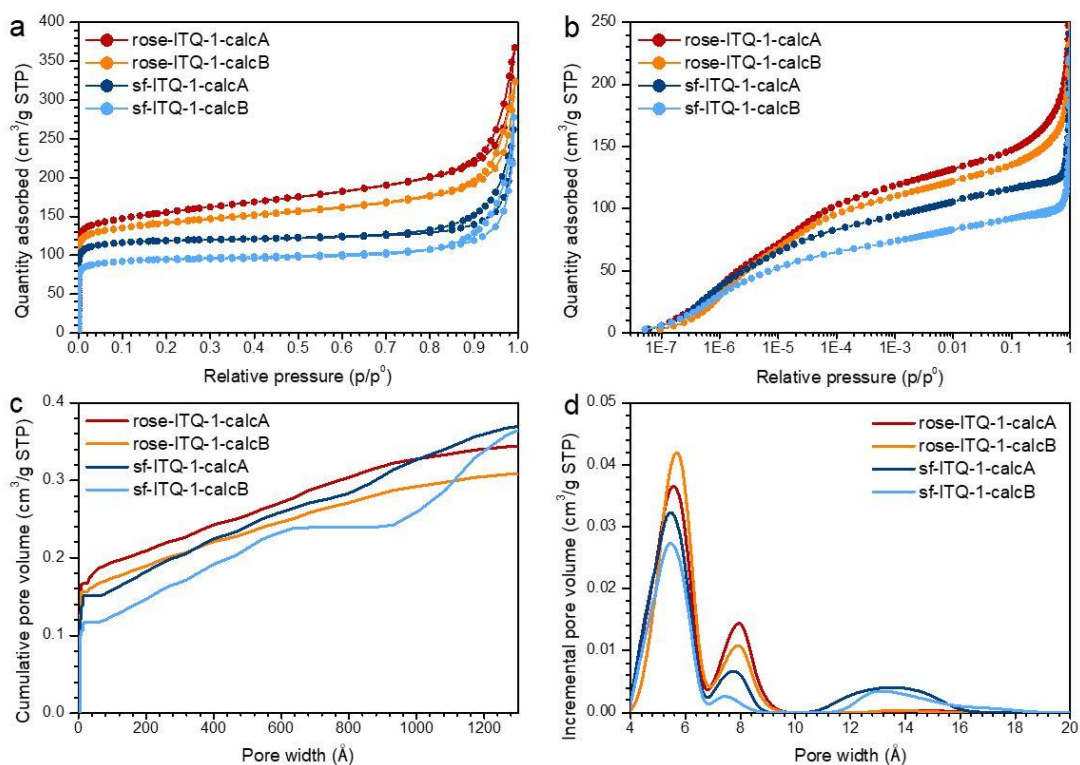 a
rose-ITQ-1-calcA
rose-ITQ-1-calcB
sf-ITQ-1-calcA
sf-ITQ-1-calcB
Quantity adsorbed (cm³/g STP)
400
350
300
250
200
150
100
50
0
0.0 0.1 0.2 0.3 0.4 0.5 0.6 0.7 0.8 0.9 1.0
Relative pressure (p/p⁰)
b
rose-ITQ-1-calcA
rose-ITQ-1-calcB
sf-ITQ-1-calcA
sf-ITQ-1-calcB
Quantity adsorbed (cm³/g STP)
250
200
150
100
50
0
1E-7 1E-6 1E-5 1E-4 1E-3 0.01 0.1 1
Relative pressure (p/p⁰)
c
rose-ITQ-1-calcA
rose-ITQ-1-calcB
sf-ITQ-1-calcA
sf-ITQ-1-calcB
Cumulative pore volume (cm³/g STP)
0.4
0.3
0.2
0.1
0.0
0 200 400 600 800 1000 1200
Pore width (Å)
d
rose-ITQ-1-calcA
rose-ITQ-1-calcB
sf-ITQ-1-calcA
sf-ITQ-1-calcB
Incremental pore volume (cm³/g STP)
0.05
0.04
0.03
0.02
0.01
0.00
4 6 8 10 12 14 16 18 20
Pore width (Å)